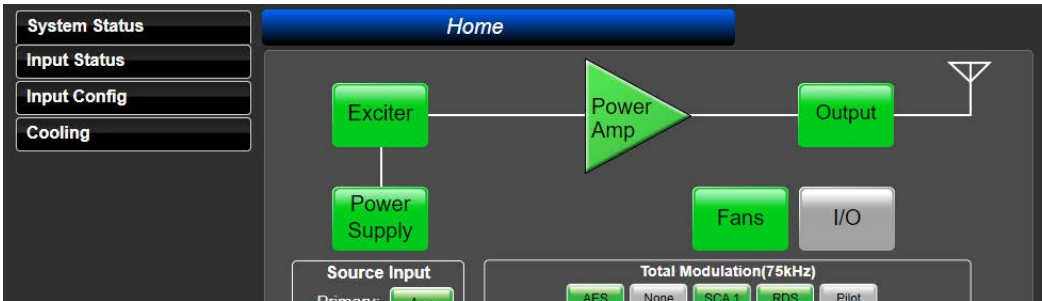 System Status
Home
Input Status
Input Config
Cooling
Exciter
Power
Amp
Output
Power
Supply
Fans
I/O
Source Input
Total Modulation(75kHz)
Primary:
AES
None
SCA 1
RDS
Pilot